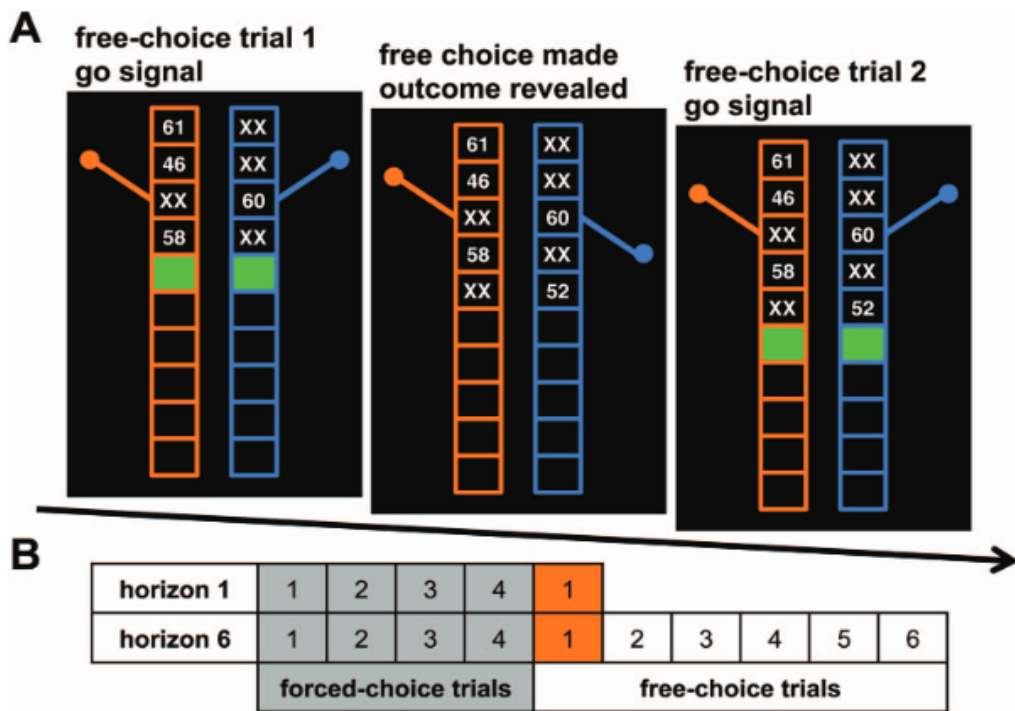 A
free-choice trial 1
go signal
61 XX
46 XX
XX 60
58 XX
free choice made
outcome revealed
61 XX
46 XX
XX 60
58 XX
XX 52
free-choice trial 2
go signal
61 XX
46 XX
XX 60
58 XX
XX 52
B
horizon 1 1 2 3 4 1
horizon 6 1 2 3 4 1 2 3 4 5 6
forced-choice trials free-choice trials